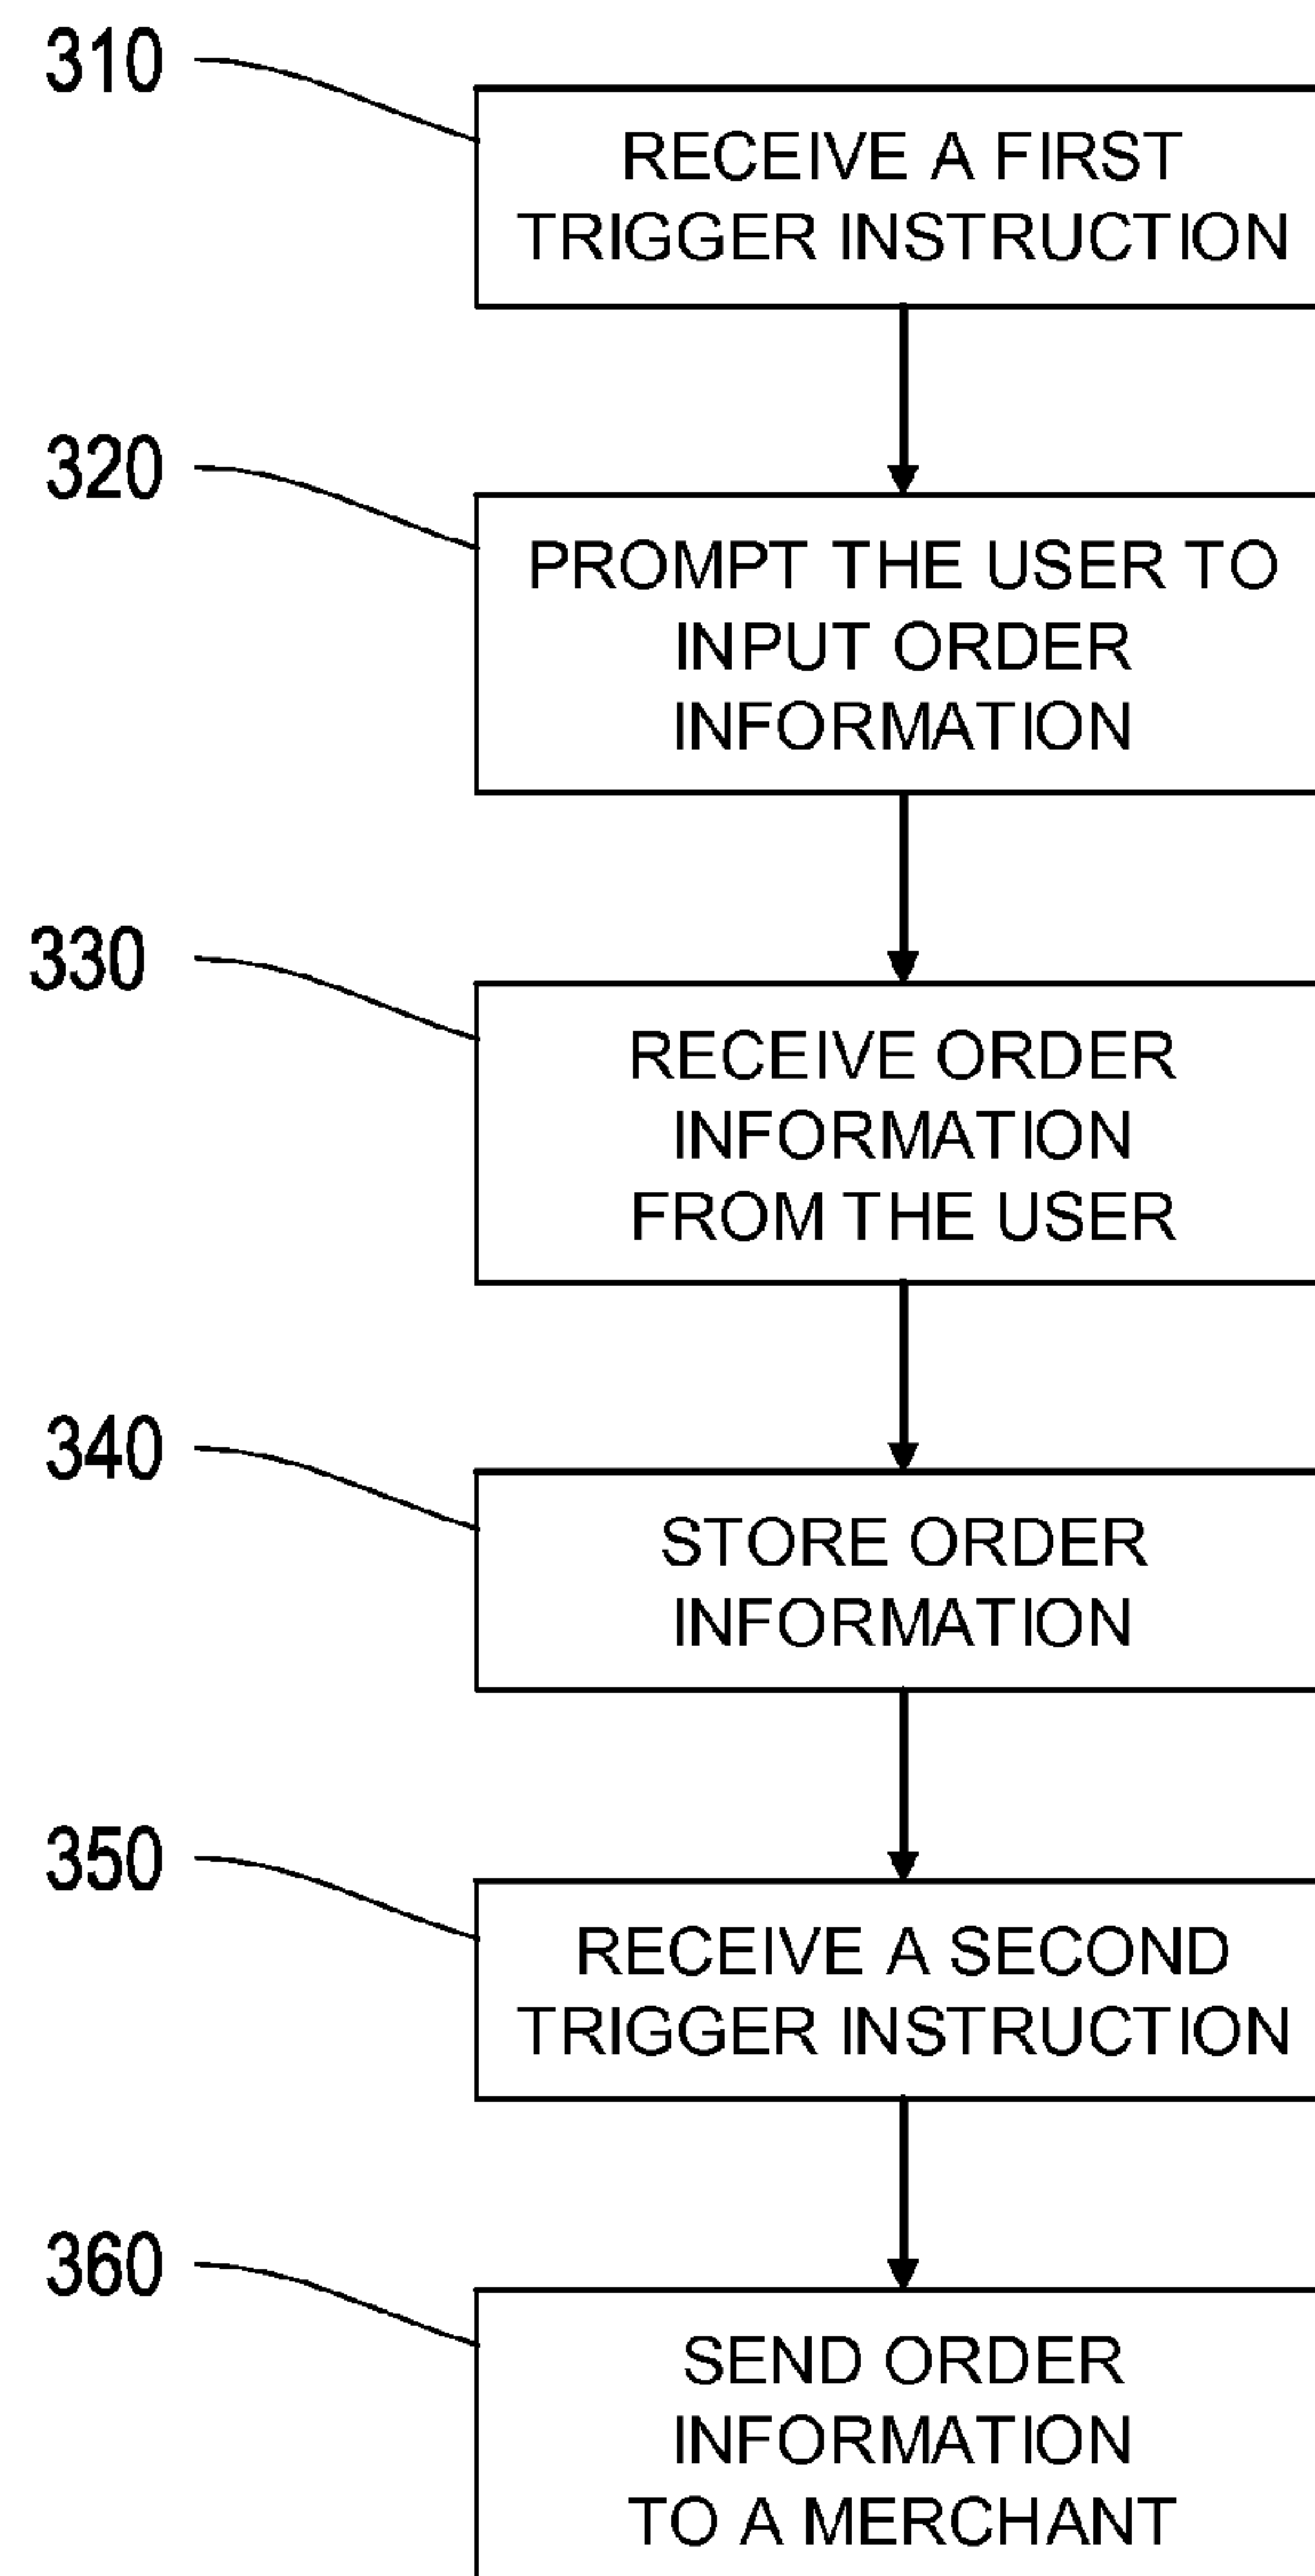 310
RECEIVE A FIRST
TRIGGER INSTRUCTION
320
PROMPT THE USER TO
INPUT ORDER
INFORMATION
330
RECEIVE ORDER
INFORMATION
FROM THE USER
340
STORE ORDER
INFORMATION
350
RECEIVE A SECOND
TRIGGER INSTRUCTION
360
SEND ORDER
INFORMATION
TO A MERCHANT